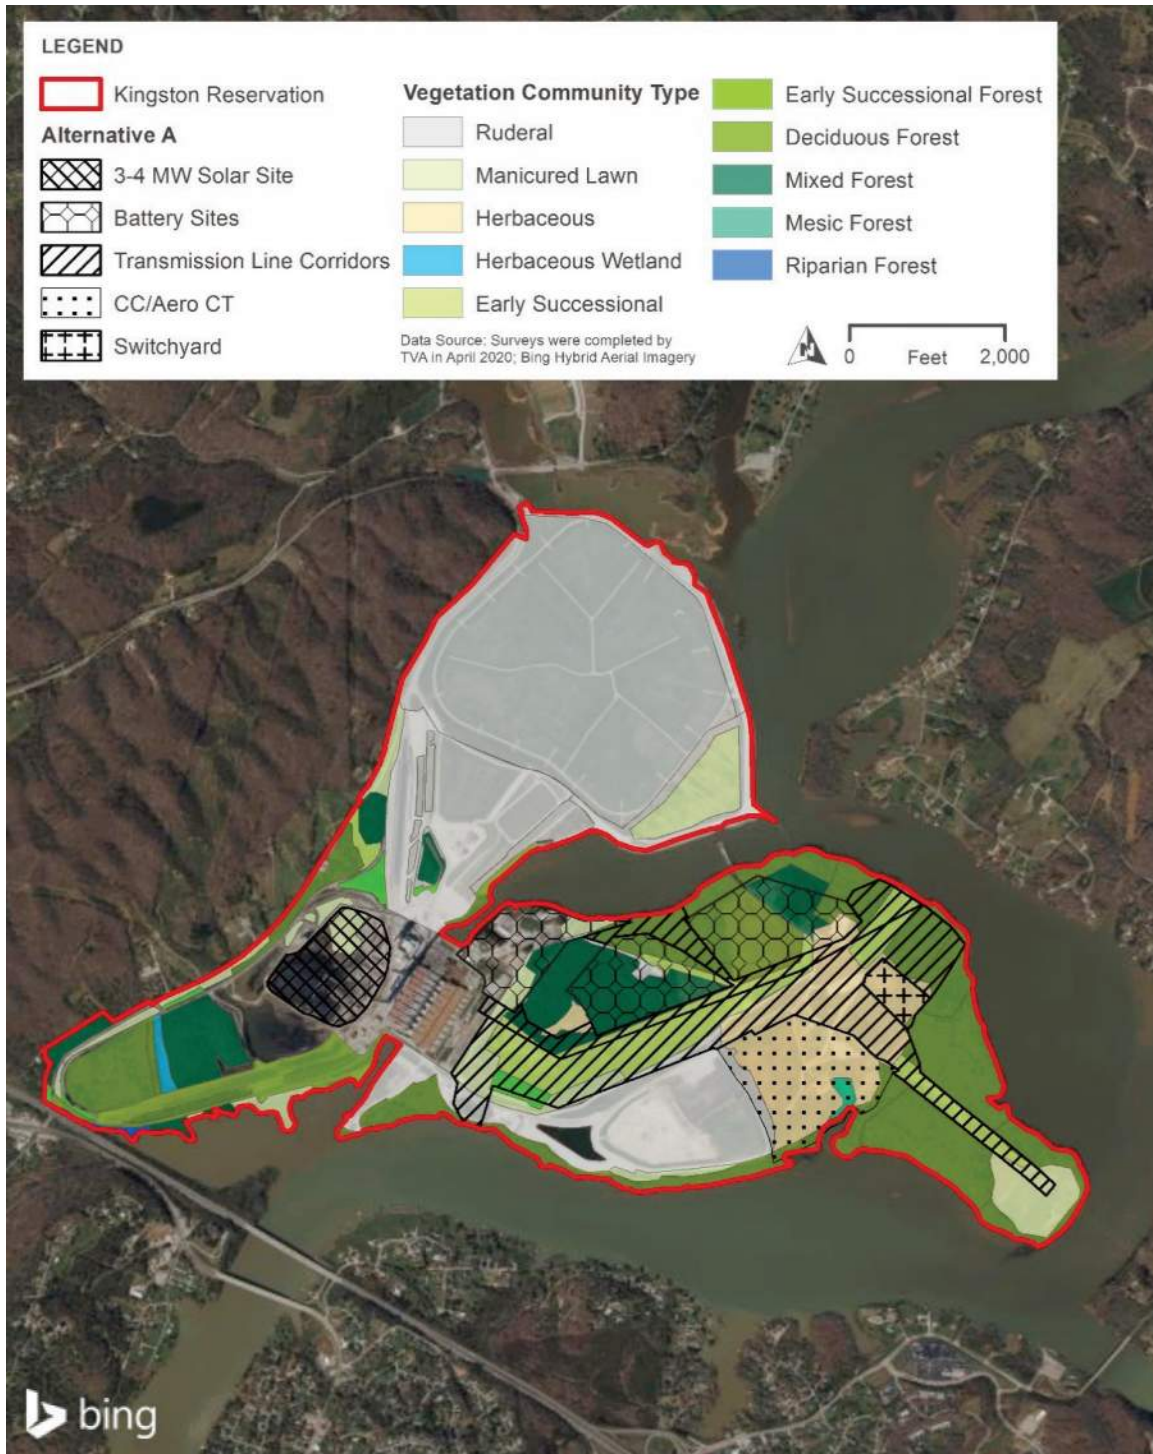 LEGEND
Kingston Reservation
Alternative A
3-4 MW Solar Site
Battery Sites
Transmission Line Corridors
CC/Aero CT
Switchyard
Vegetation Community Type
Ruderal
Manicured Lawn
Herbaceous
Herbaceous Wetland
Early Successional
Data Source: Surveys were completed by
TVA in April 2020; Bing Hybrid Aerial Imagery
Early Successional Forest
Deciduous Forest
Mixed Forest
Mesic Forest
Riparian Forest
N
0 Feet 2,000
bing